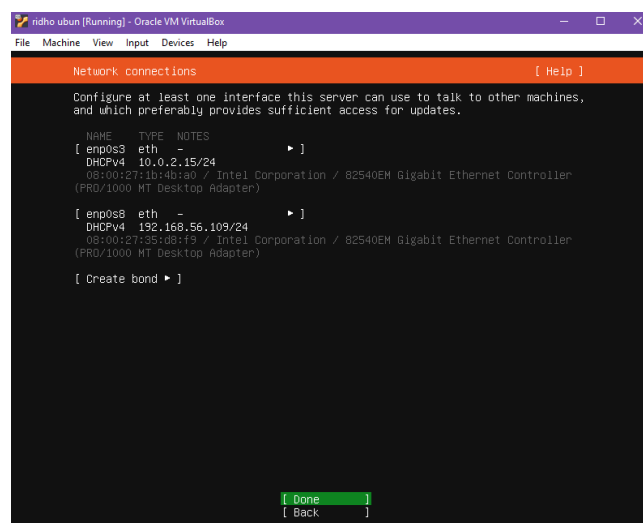 ridho ubun [Running] - Oracle VM VirtualBox
File Machine View Input Devices Help
Network connections [ Help ]
Configure at least one interface this server can use to talk to other machines,
and which preferably provides sufficient access for updates.
NAME TYPE NOTES
[ enp0s3 eth - ▸ ]
DHCPv4 10.0.2.15/24
08:00:27:1b:4b:a0 / Intel Corporation / 82540EM Gigabit Ethernet Controller
(PRO/1000 MT Desktop Adapter)
[ enp0s8 eth - ▸ ]
DHCPv4 192.168.56.109/24
08:00:27:35:d8:f9 / Intel Corporation / 82540EM Gigabit Ethernet Controller
(PRO/1000 MT Desktop Adapter)
[ Create bond ▸ ]
[ Done ]
[ Back ]